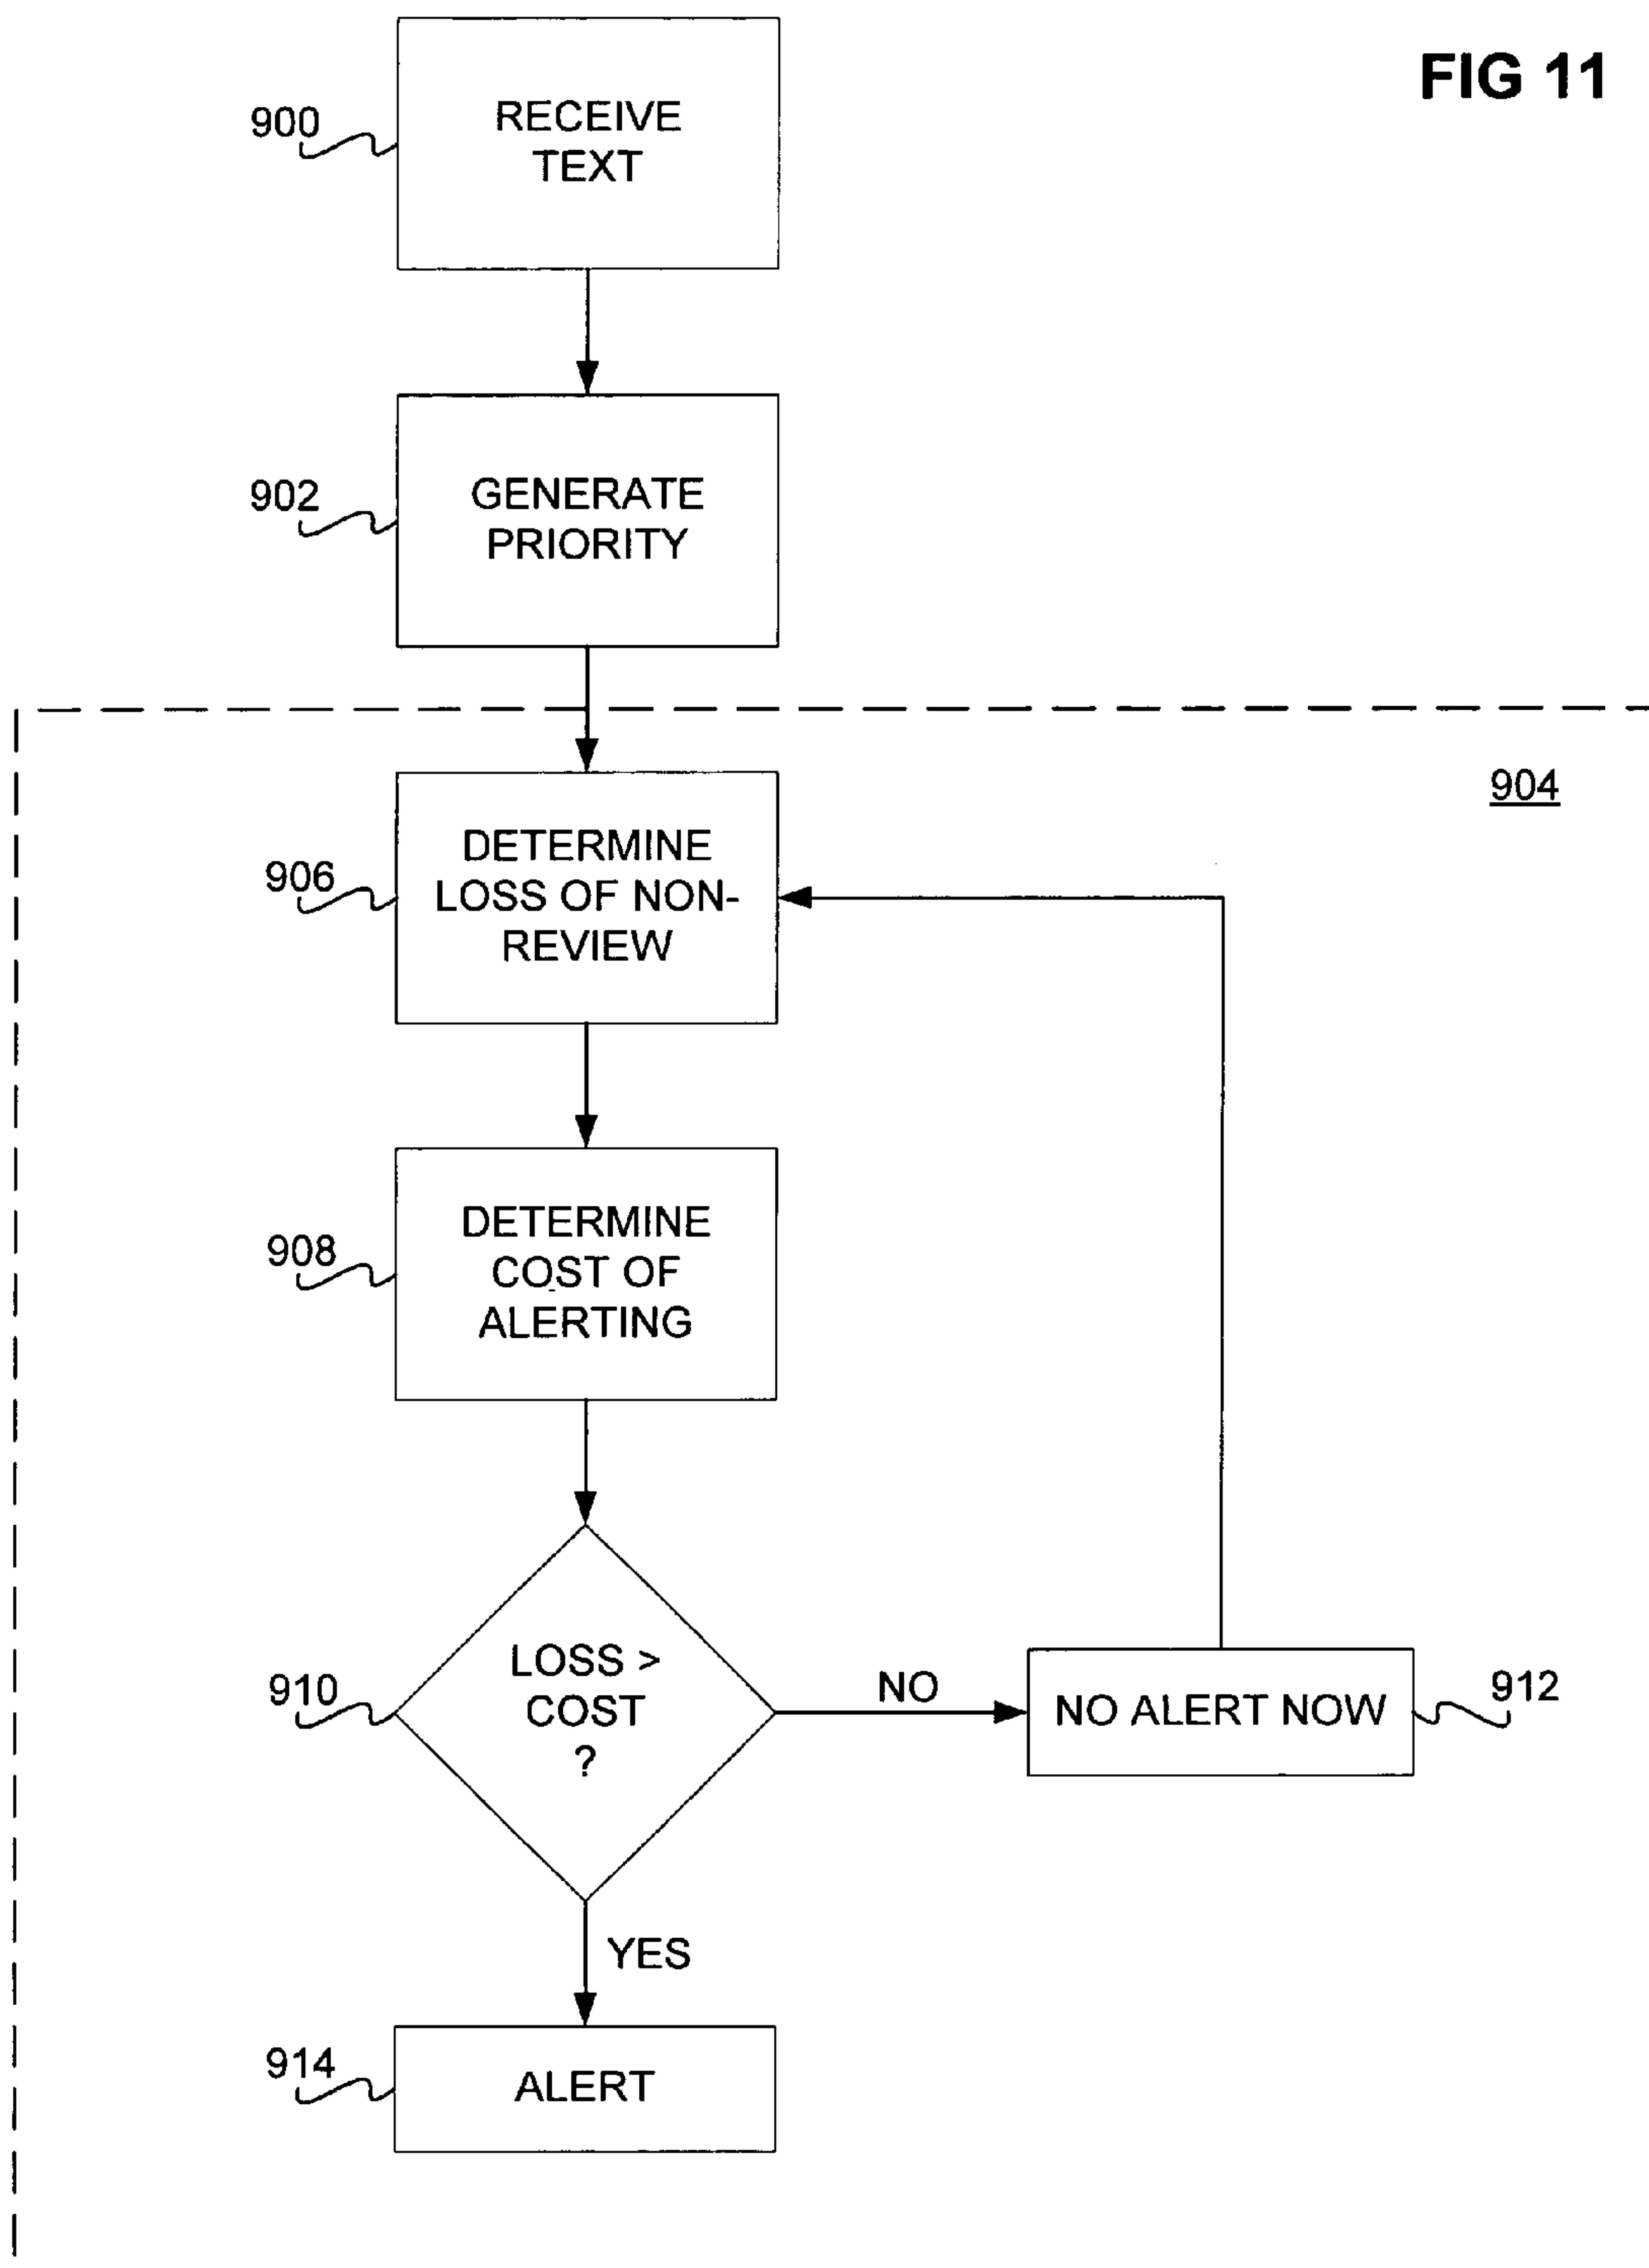 FIG 11
900
RECEIVE
TEXT
902
GENERATE
PRIORITY
904
906
DETERMINE
LOSS OF NON-
REVIEW
908
DETERMINE
COST OF
ALERTING
910
LOSS >
COST
?
NO
NO ALERT NOW
912
YES
914
ALERT